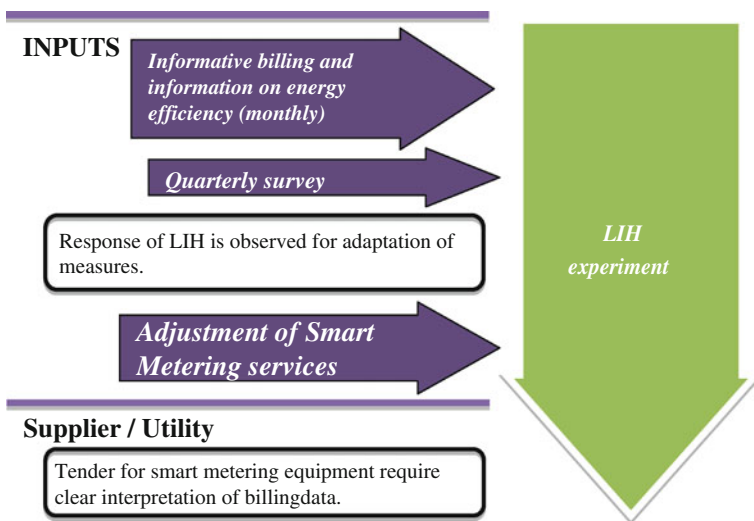 INPUTS
Informative billing and
information on energy
efficiency (monthly)
Quarterly survey
Response of LIH is observed for adaptation of
measures.
LIH
experiment
Adjustment of Smart
Metering services
Supplier / Utility
Tender for smart metering equipment require
clear interpretation of billingdata.